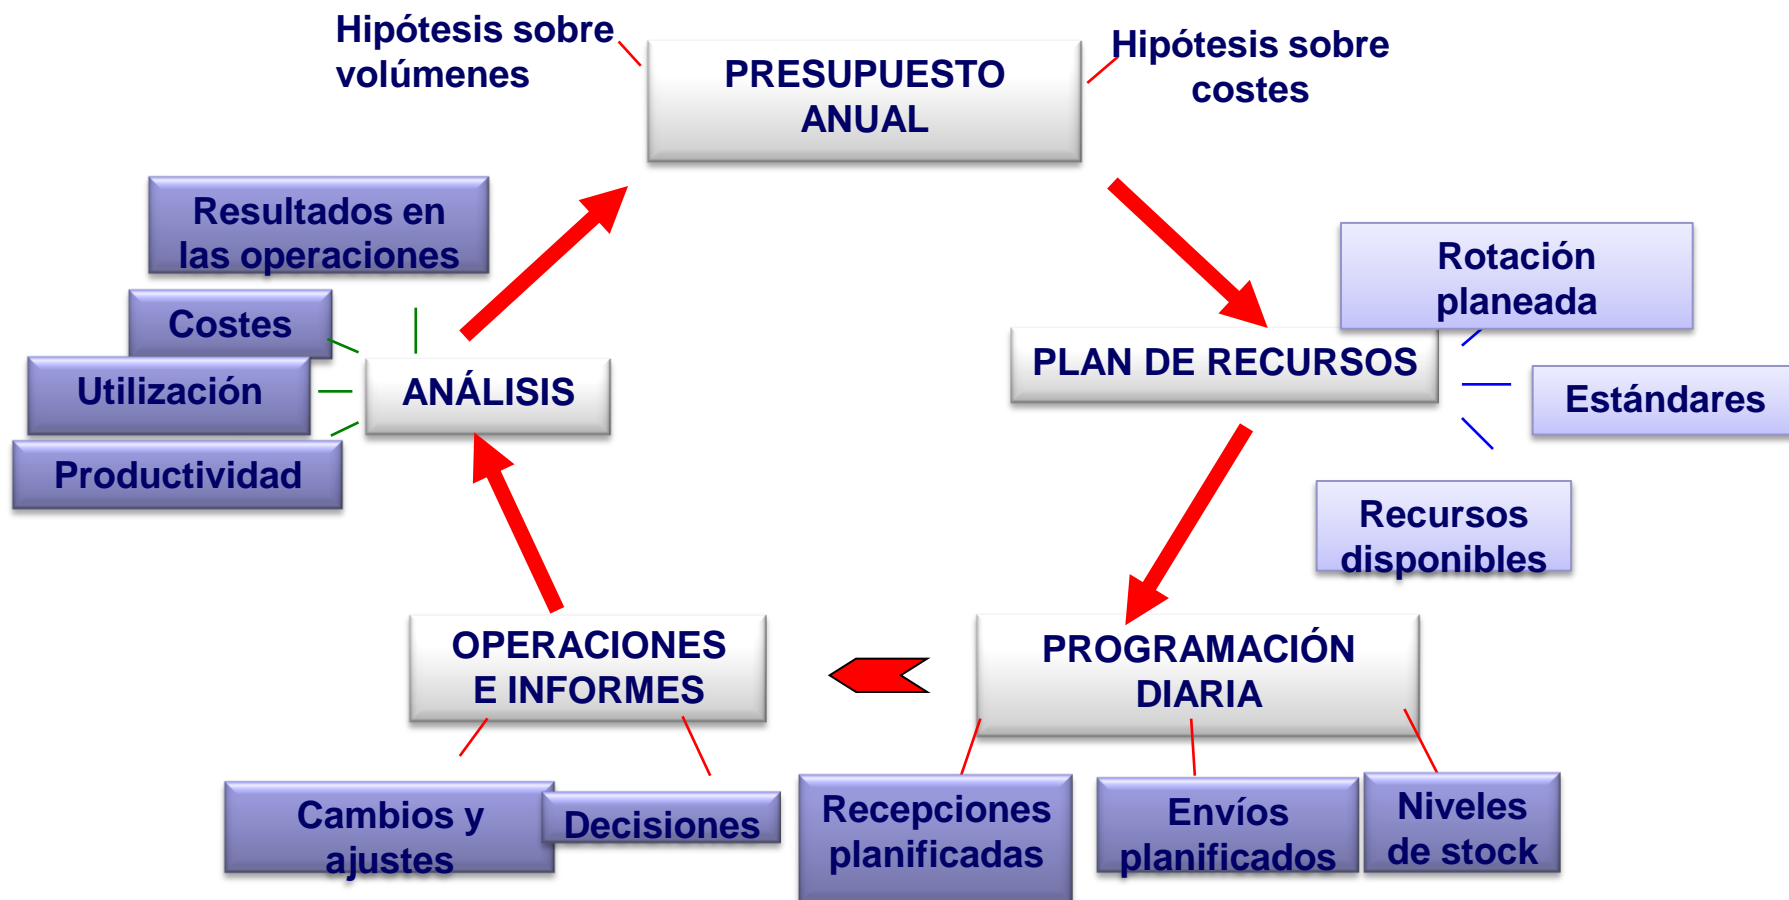 Hipótesis sobre
volúmenes
PRESUPUESTO
ANUAL
Hipótesis sobre
costes
Resultados en
las operaciones
Costes
Utilización
Productividad
ANÁLISIS
PLAN DE RECURSOS
Rotación
planeada
Estándares
Recursos
disponibles
OPERACIONES
E INFORMES
PROGRAMACIÓN
DIARIA
Cambios y
ajustes
Decisiones
Recepciones
planificadas
Envíos
planificados
Niveles
de stock